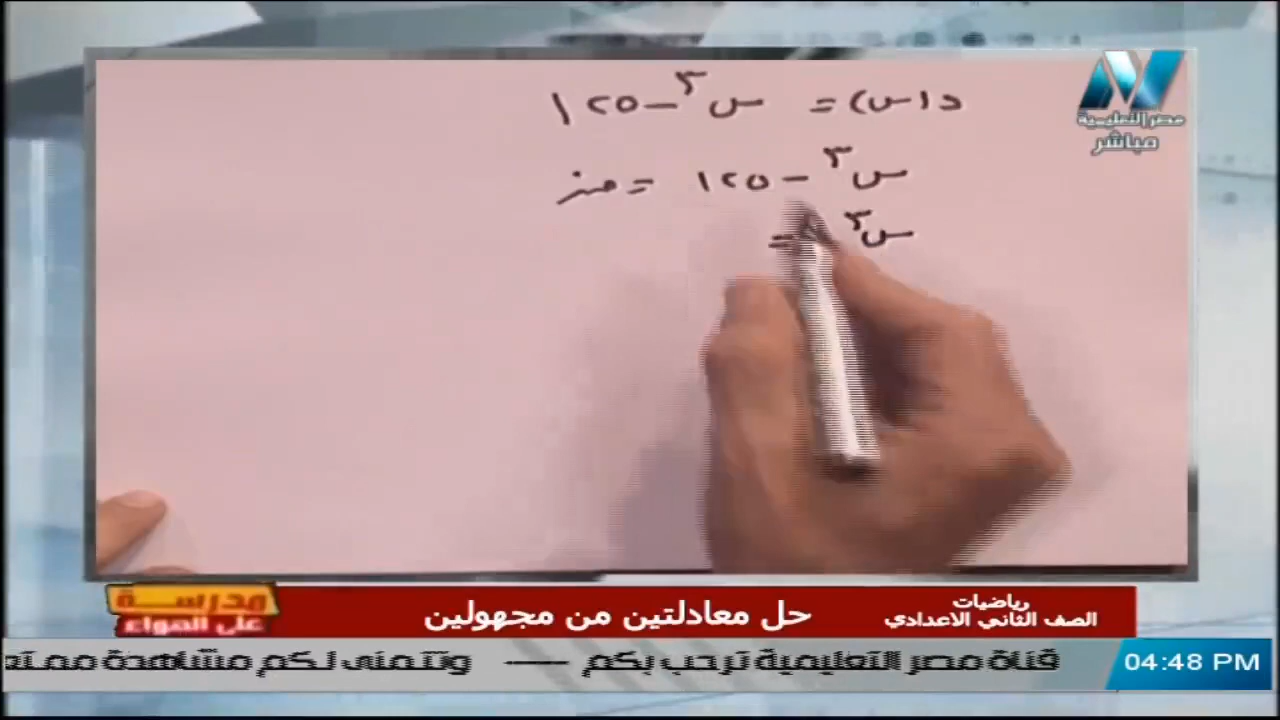 د(س) = س٣ - ١٢٥
س٣ - ١٢٥ = صفر
س٣ =
مصر التعليمية
مباشر
مدرسة
على الهواء
حل معادلتين من مجهولين
رياضيات
الصف الثاني الاعدادي
قناة مصر التعليمية ترحب بكم —— وتتمنى لكم مشاهدة ممتعة
04:48 PM